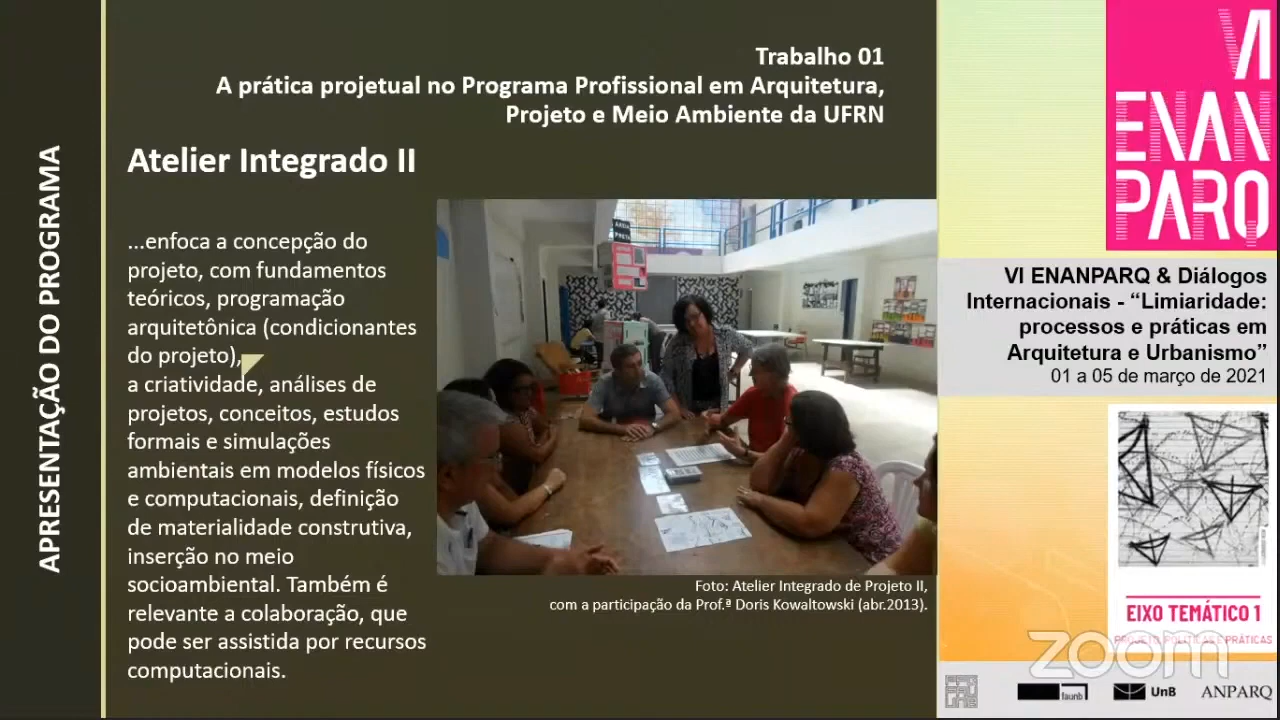 APRESENTAÇÃO DO PROGRAMA
Trabalho 01
A prática projetual no Programa Profissional em Arquitetura,
Projeto e Meio Ambiente da UFRN
Atelier Integrado II
...enfoca a concepção do
projeto, com fundamentos
teóricos, programação
arquitetônica (condicionantes
do projeto),
a criatividade, análises de
projetos, conceitos, estudos
formais e simulações
ambientais em modelos físicos
e computacionais, definição
de materialidade construtiva,
inserção no meio
socioambiental. Também é
relevante a colaboração, que
pode ser assistida por recursos
computacionais.
Foto: Atelier Integrado de Projeto II,
com a participação da Prof.ª Doris Kowaltowski (abr.2013).
VI
ENAN
PARQ
VI ENANPARQ & Diálogos
Internacionais - “Limiaridade:
processos e práticas em
Arquitetura e Urbanismo”
01 a 05 de março de 2021
EIXO TEMÁTICO 1
PROJETO, POLÍTICAS E PRÁTICAS
zoom
faunb
UnB
ANPARQ